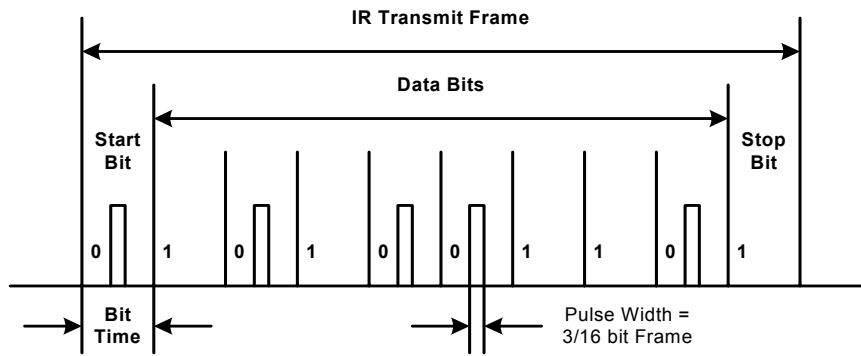 IR Transmit Frame
Data Bits
Start
Bit
Stop
Bit
0 1 0 1 0 0 1 1 0 1
Bit
Time
Pulse Width =
3/16 bit Frame